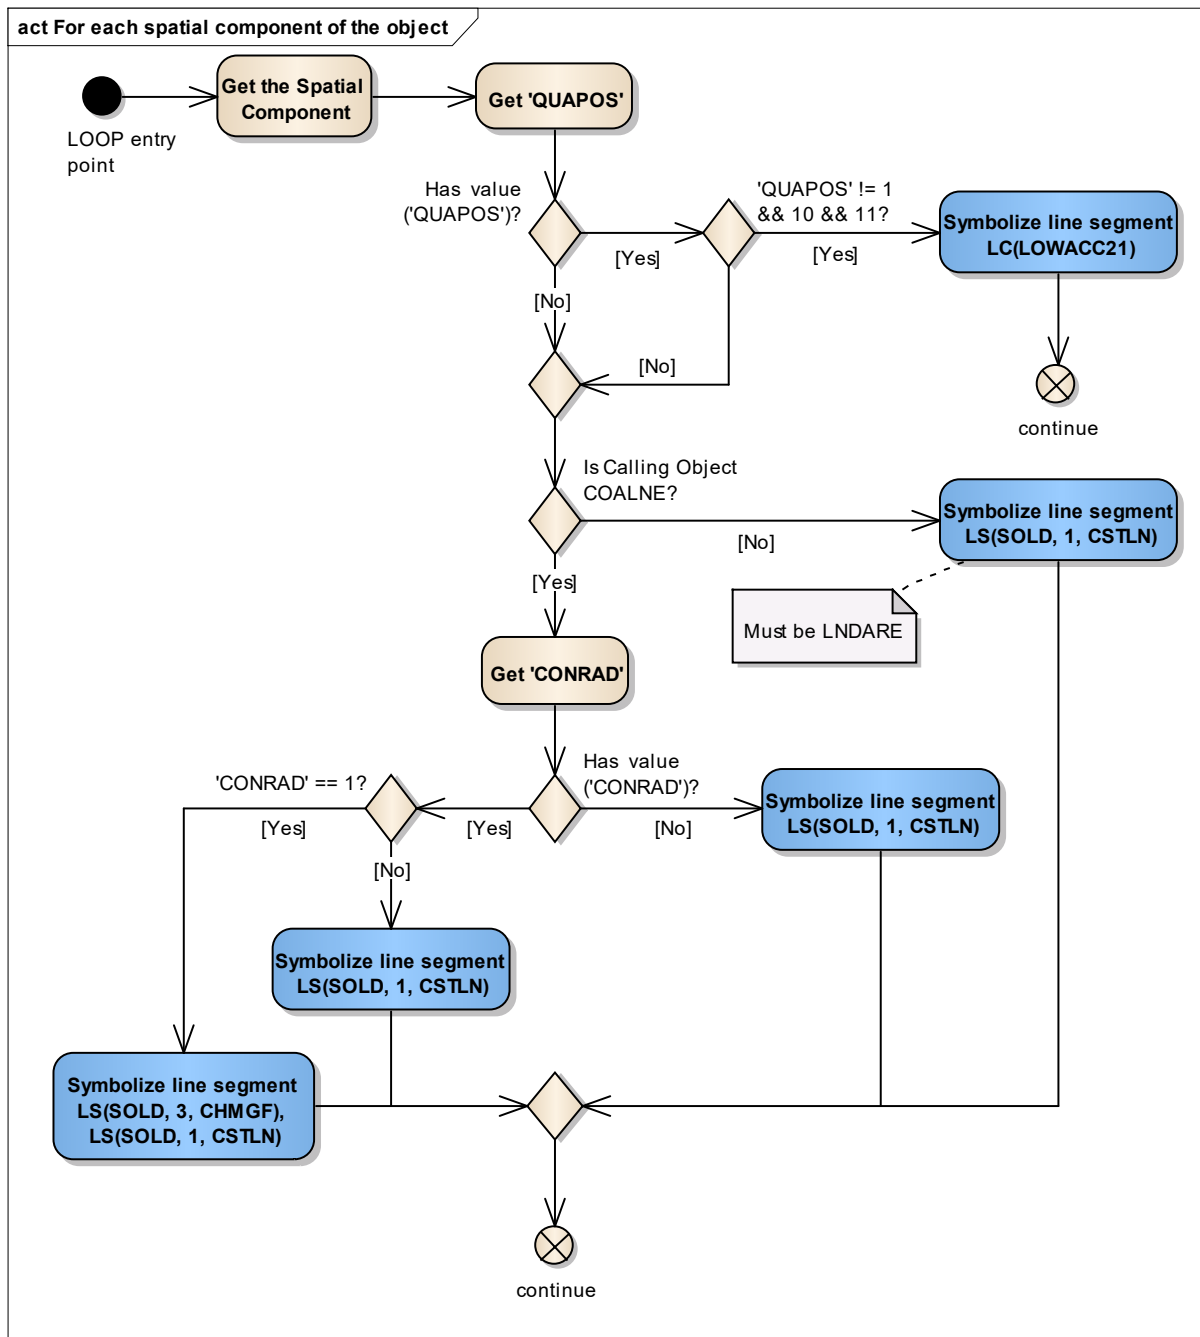 act For each spatial component of the object
LOOP entry
point
Get the Spatial
Component
Get 'QUAPOS'
Has value
('QUAPOS')?
[Yes]
[No]
'QUAPOS' != 1
&& 10 && 11?
[Yes]
[No]
Symbolize line segment
LC(LOWACC21)
continue
Is Calling Object
COALNE?
[No]
[Yes]
Symbolize line segment
LS(SOLD, 1, CSTLN)
Must be LNDARE
Get 'CONRAD'
Has value
('CONRAD')?
[Yes]
[No]
'CONRAD' == 1?
[Yes]
[No]
Symbolize line segment
LS(SOLD, 1, CSTLN)
Symbolize line segment
LS(SOLD, 1, CSTLN)
Symbolize line segment
LS(SOLD, 3, CHMGF),
LS(SOLD, 1, CSTLN)
continue